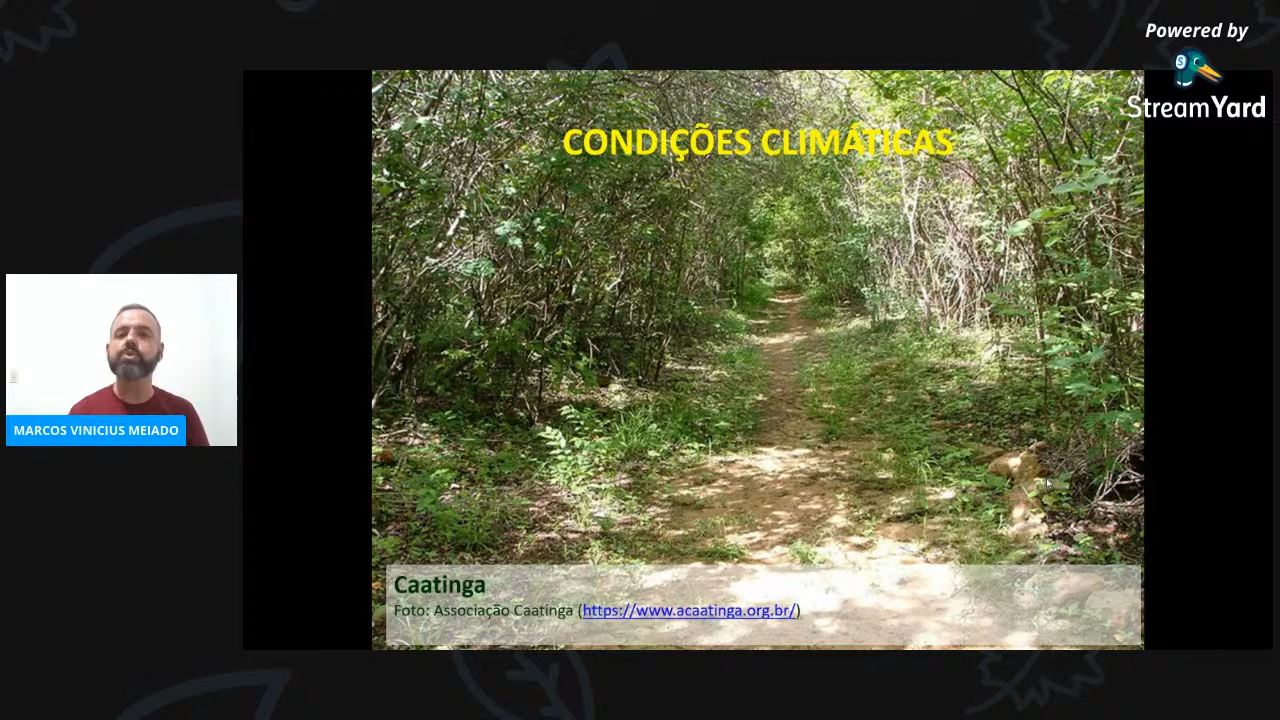 Powered by
StreamYard
CONDIÇÕES CLIMÁTICAS
MARCOS VINICIUS MEIADO
Caatinga
Foto: Associação Caatinga (https://www.acaatinga.org.br/)